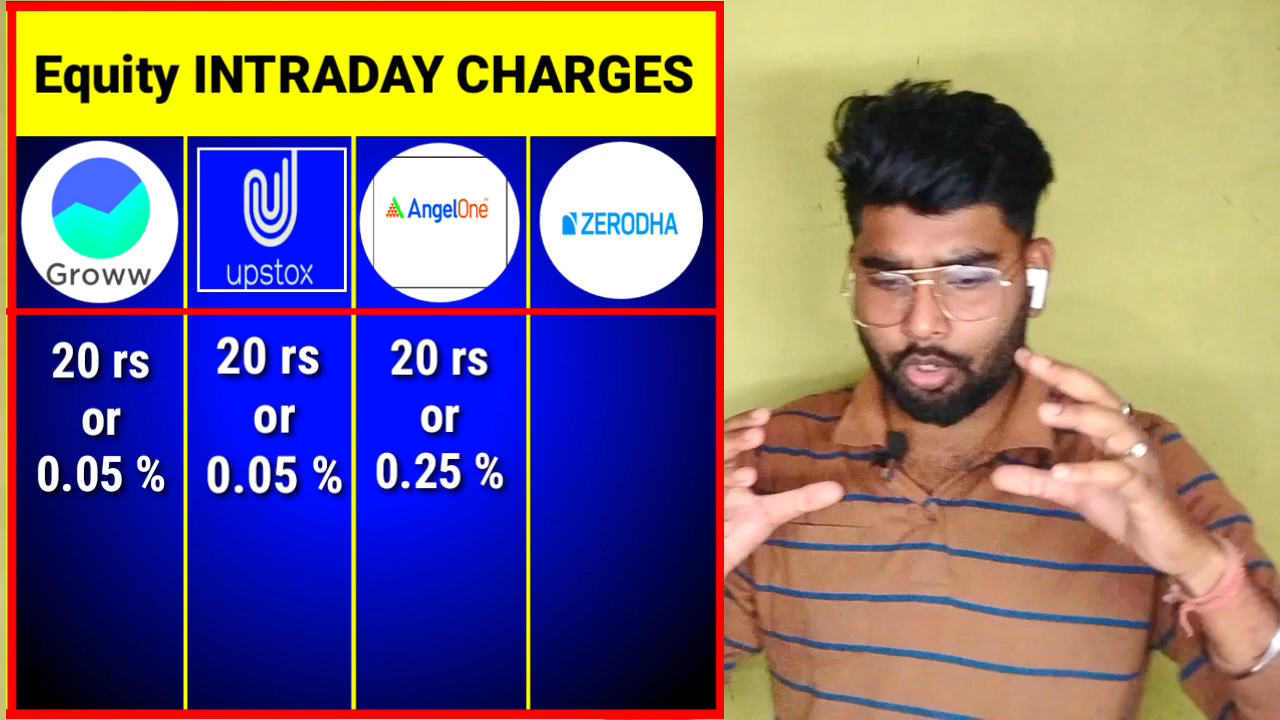 Equity INTRADAY CHARGES
Groww
upstox
AngelOne
ZERODHA
20 rs
or
0.05 %
20 rs
or
0.05 %
20 rs
or
0.25 %